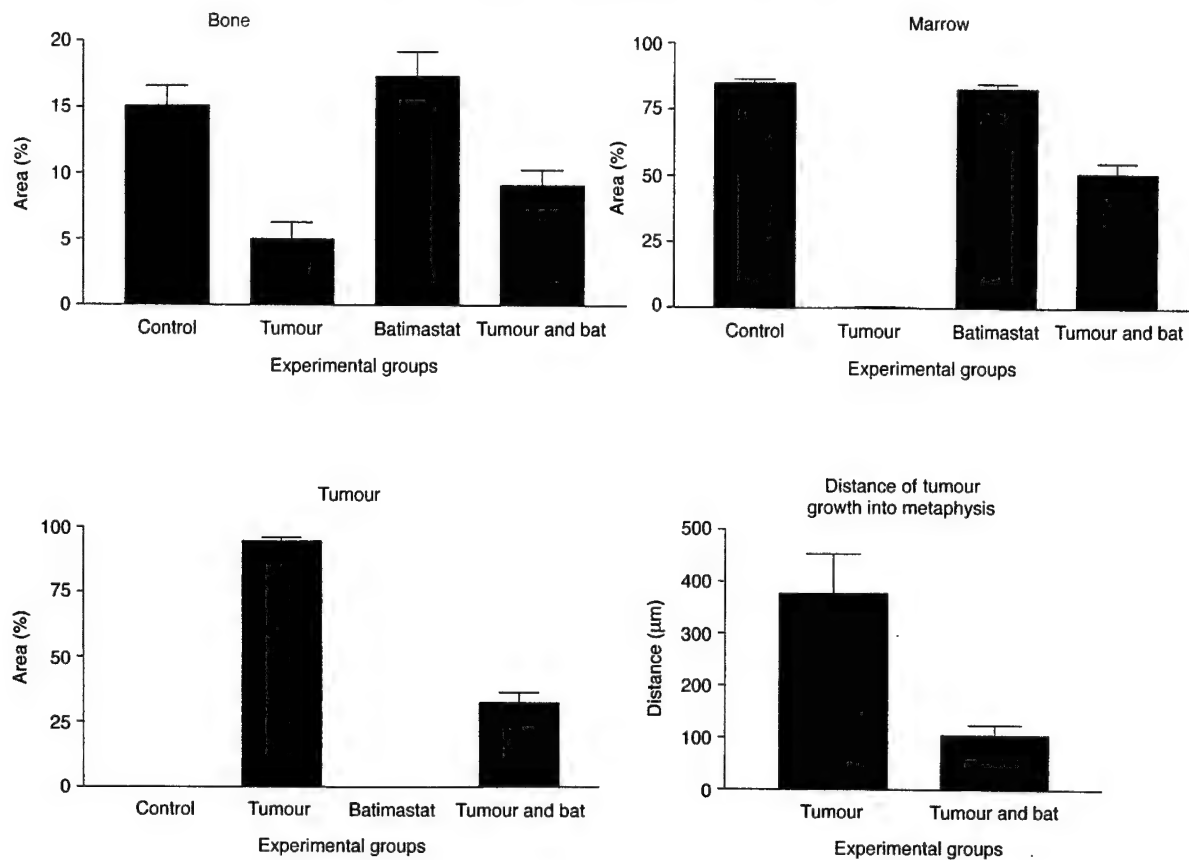 Bone
20
15
10
5
0
Area (%)
Control Tumour Batimastat Tumour and bat
Experimental groups
Marrow
100
75
50
25
0
Area (%)
Control Tumour Batimastat Tumour and bat
Experimental groups
Tumour
100
75
50
25
0
Area (%)
Control Tumour Batimastat Tumour and bat
Experimental groups
Distance of tumour
growth into metaphysis
500
400
300
200
100
0
Distance (µm)
Tumour Tumour and bat
Experimental groups